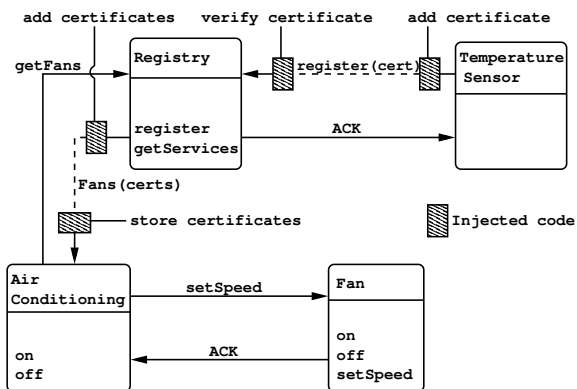 add certificates
verify certificate
add certificate
getFans
Registry
register(cert)
Temperature
Sensor
register
getServices
ACK
Fans(certs)
store certificates
Injected code
Air
Conditioning
setSpeed
Fan
on
off
ACK
on
off
setSpeed